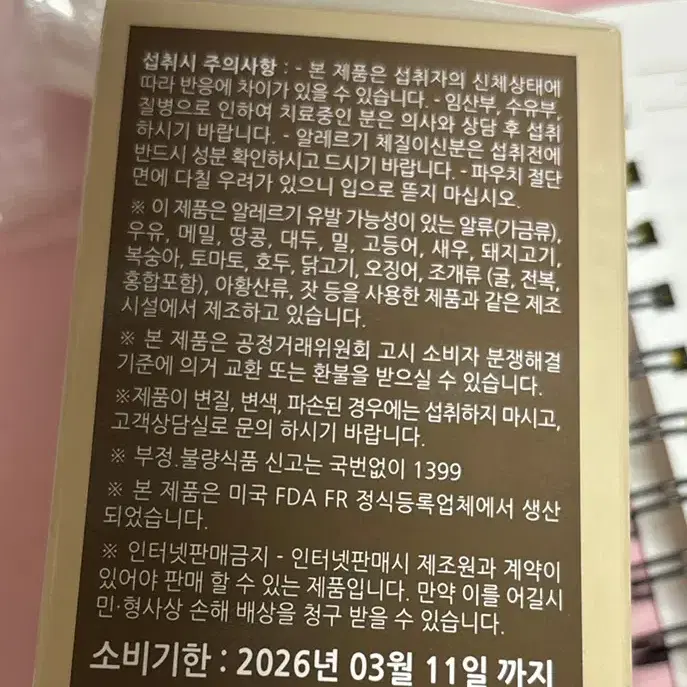 섭취시 주의사항 : - 본 제품은 섭취자의 신체상태에
따라 반응에 차이가 있을 수 있습니다. - 임산부, 수유부,
질병으로 인하여 치료중인 분은 의사와 상담 후 섭취
하시기 바랍니다. - 알레르기 체질이신분은 섭취전에
반드시 성분 확인하시고 드시기 바랍니다. - 파우치 절단
면에 다칠 우려가 있으니 입으로 뜯지 마십시오.
※ 이 제품은 알레르기 유발 가능성이 있는 알류(가금류),
우유, 메밀, 땅콩, 대두, 밀, 고등어, 새우, 돼지고기,
복숭아, 토마토, 호두, 닭고기, 오징어, 조개류 (굴, 전복,
홍합포함), 아황산류, 잣 등을 사용한 제품과 같은 제조
시설에서 제조하고 있습니다.
※ 본 제품은 공정거래위원회 고시 소비자 분쟁해결
기준에 의거 교환 또는 환불을 받으실 수 있습니다.
※제품이 변질, 변색, 파손된 경우에는 섭취하지 마시고,
고객상담실로 문의 하시기 바랍니다.
※ 부정.불량식품 신고는 국번없이 1399
※ 본 제품은 미국 FDA FR 정식등록업체에서 생산
되었습니다.
※ 인터넷판매금지 - 인터넷판매시 제조원과 계약이
있어야 판매 할 수 있는 제품입니다. 만약 이를 어길시
민·형사상 손해 배상을 청구 받을 수 있습니다.
소비기한 : 2026년 03월 11일 까지